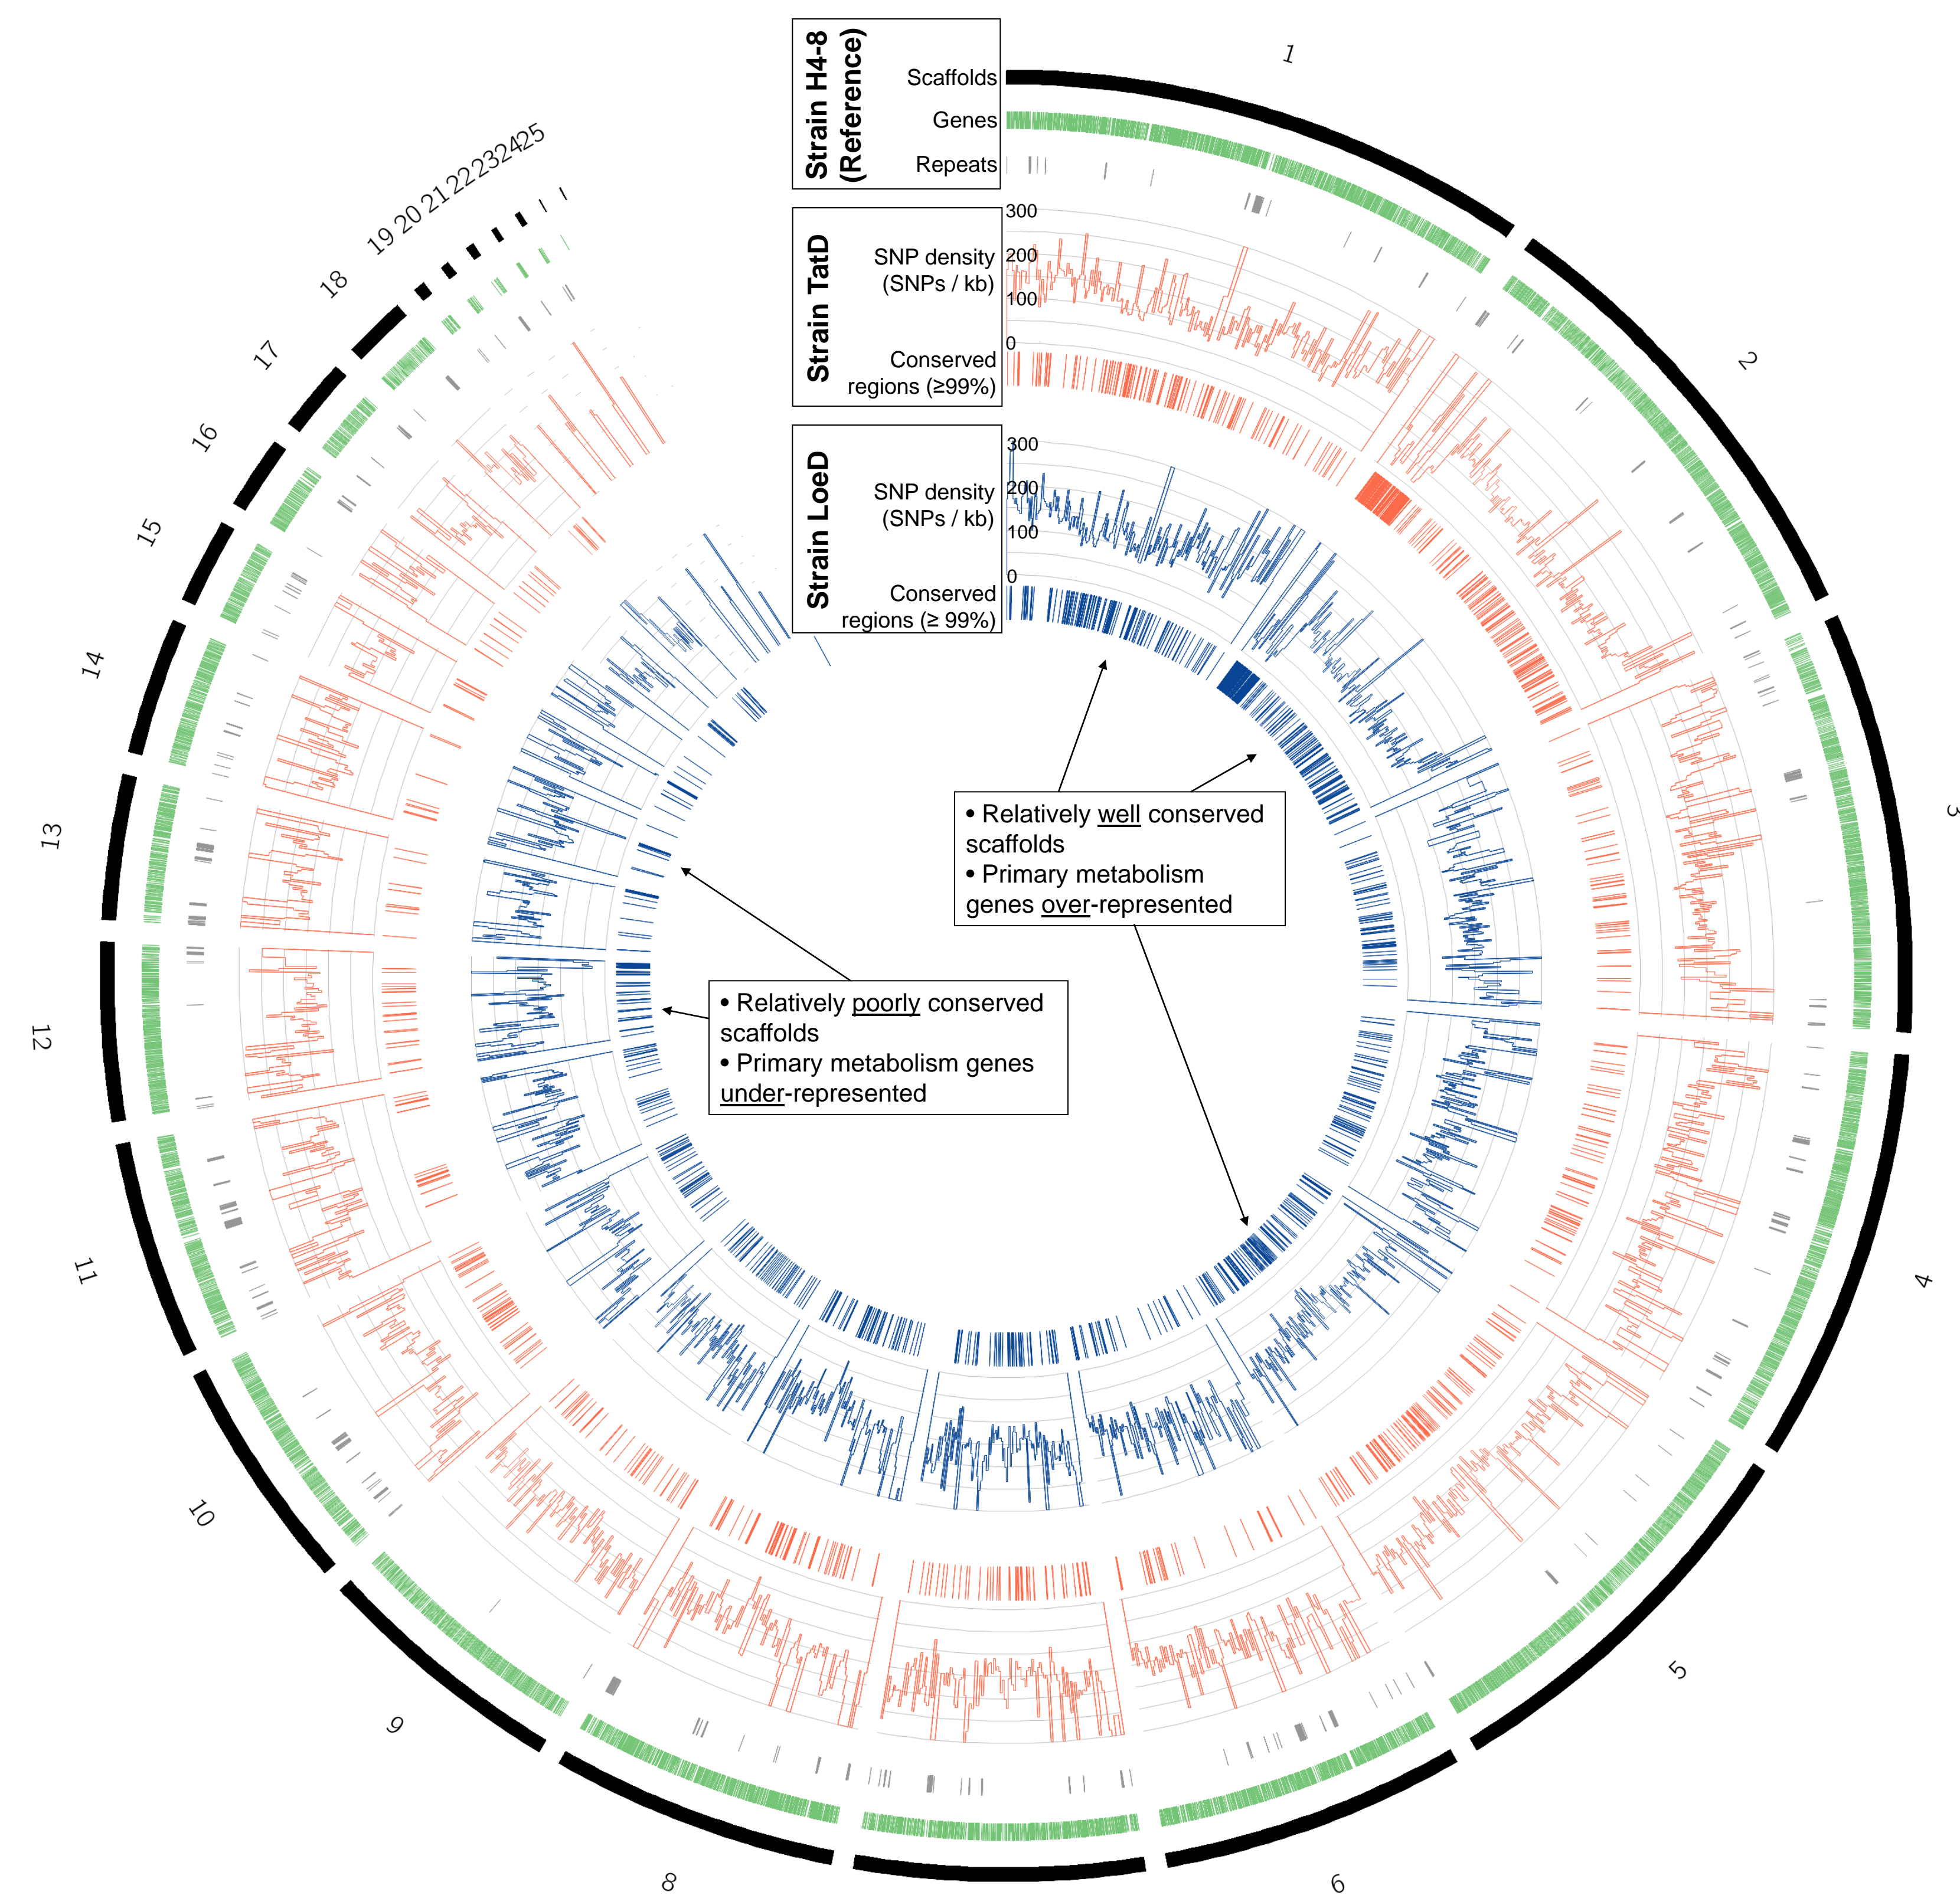 Strain H4-8
(Reference)
Scaffolds
Genes
Repeats
Strain TatD
SNP density
(SNPs / kb)
Conserved
regions (≥99%)
300
200
100
0
Strain LoeD
SNP density
(SNPs / kb)
Conserved
regions (≥ 99%)
300
200
100
0
• Relatively well conserved
scaffolds
• Primary metabolism
genes over-represented
• Relatively poorly conserved
scaffolds
• Primary metabolism genes
under-represented
1
2
3
4
5
6
8
9
10
11
12
13
14
15
16
17
18
19
20
21
22
23
24
25